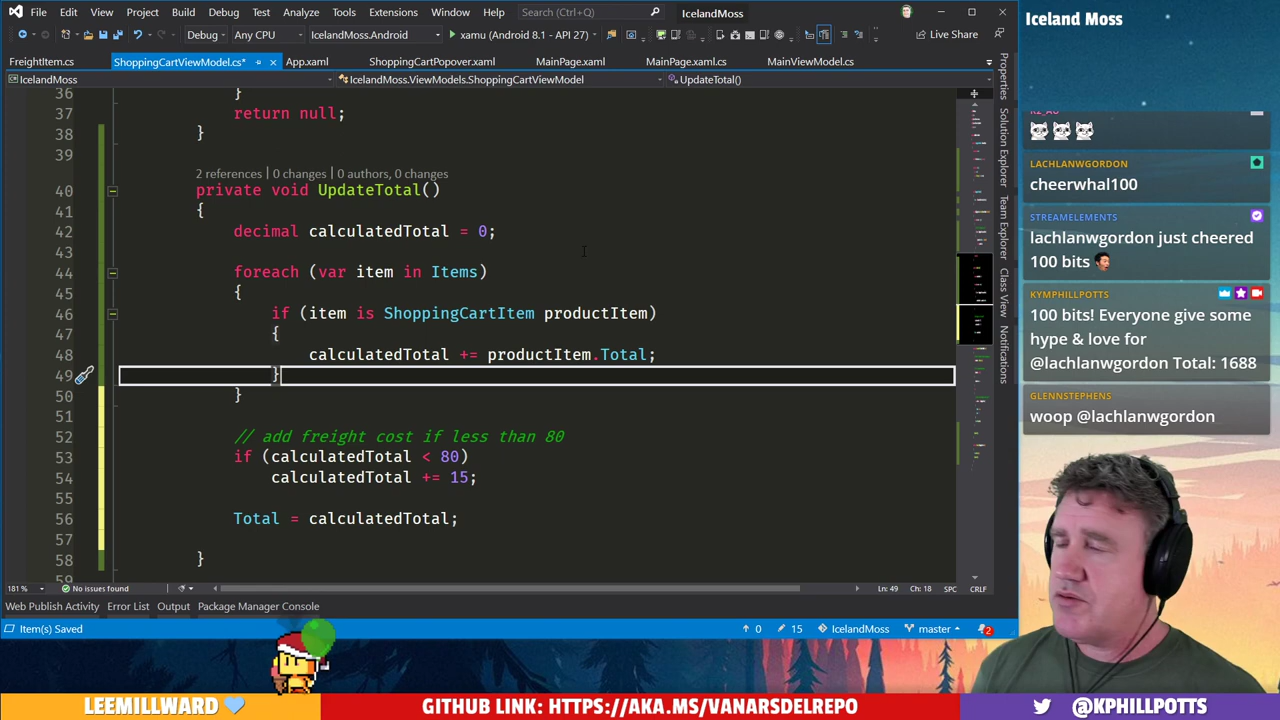 File Edit View Project Build Debug Test Analyze Tools Extensions Window Help Search (Ctrl+Q) IcelandMoss
Debug Any CPU IcelandMoss.Android xamu (Android 8.1 - API 27) Live Share
FreightItem.cs ShoppingCartViewModel.cs* App.xaml ShoppingCartPopover.xaml MainPage.xaml MainPage.xaml.cs MainViewModel.cs
IcelandMoss IcelandMoss.ViewModels.ShoppingCartViewModel UpdateTotal()
36 }
37 return null;
38 }
39
2 references | 0 changes | 0 authors, 0 changes
40 private void UpdateTotal()
41 {
42 decimal calculatedTotal = 0;
43
44 foreach (var item in Items)
45 {
46 if (item is ShoppingCartItem productItem)
47 {
48 calculatedTotal += productItem.Total;
49 }
50 }
51
52 // add freight cost if less than 80
53 if (calculatedTotal < 80)
54 calculatedTotal += 15;
55
56 Total = calculatedTotal;
57
58 }
59
181 % No issues found Ln: 49 Ch: 18 SPC CRLF
Web Publish Activity Error List Output Package Manager Console
Item(s) Saved 0 15 IcelandMoss master 2
Properties
Solution Explorer
Team Explorer
Class View
Notifications
Iceland Moss
LACHLANWGORDON
cheerwhal100
STREAMELEMENTS
lachlanwgordon just cheered
100 bits
KYMPHILLPOTTS
100 bits! Everyone give some
hype & love for
@lachlanwgordon Total: 1688
GLENNSTEPHENS
woop @lachlanwgordon
LEEMILLWARD
GITHUB LINK: HTTPS://AKA.MS/VANARSDELREPO
@KPHILLPOTTS